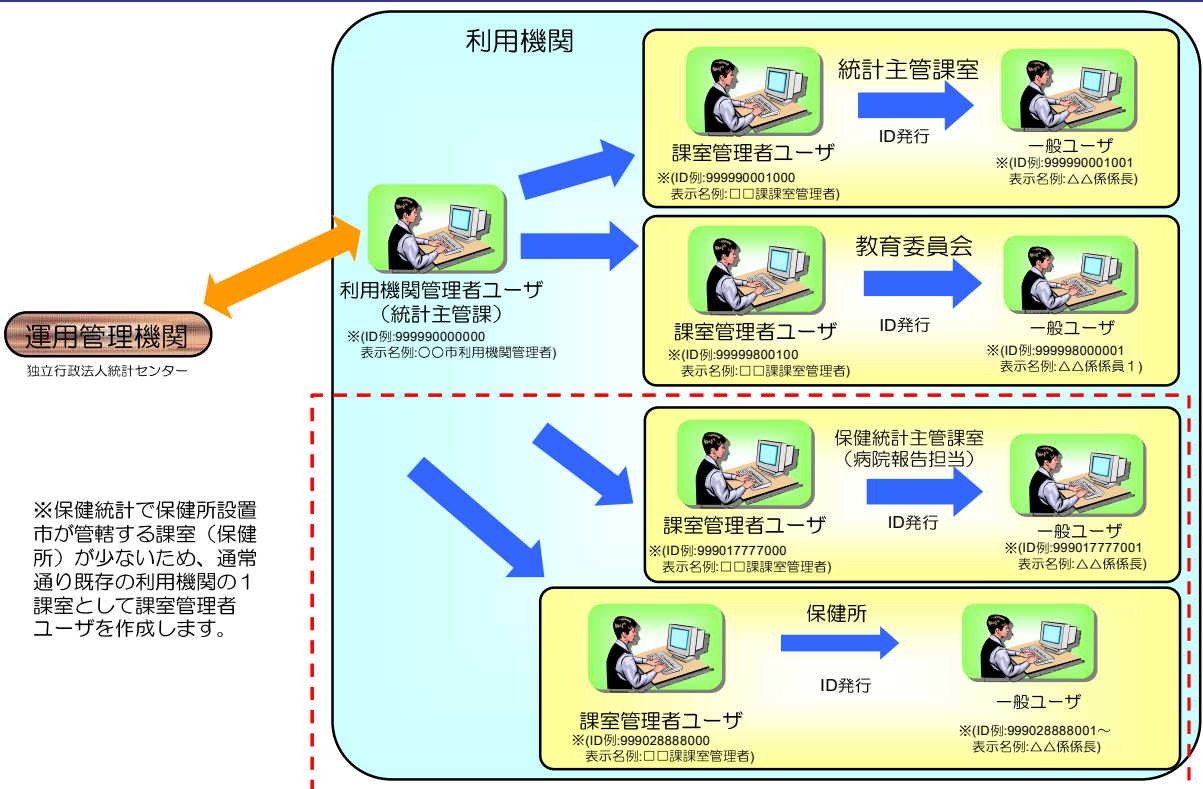 利用機関
統計主管課室
課室管理者ユーザ
ID発行
一般ユーザ
※(ID例:999990001000
表示名例:□□課課室管理者)
※(ID例:999990001001
表示名例:△△係係長)
教育委員会
課室管理者ユーザ
ID発行
一般ユーザ
※(ID例:99999800100
表示名例:□□課課室管理者)
※(ID例:999998000001
表示名例:△△係係員1)
利用機関管理者ユーザ
(統計主管課)
※(ID例:999990000000
表示名例:〇〇市利用機関管理者)
運用管理機関
独立行政法人統計センター
保健統計主管課室
(病院報告担当)
課室管理者ユーザ
ID発行
一般ユーザ
※(ID例:999017777000
表示名例:□□課課室管理者)
※(ID例:999017777001
表示名例:△△係係長)
※保健統計で保健所設置
市が管轄する課室(保健
所)が少ないため、通常
通り既存の利用機関の1
課室として課室管理者
ユーザを作成します。
保健所
ID発行
課室管理者ユーザ
※(ID例:999028888000
表示名例:□□課課室管理者)
一般ユーザ
※(ID例:999028888001~
表示名例:△△係係長)